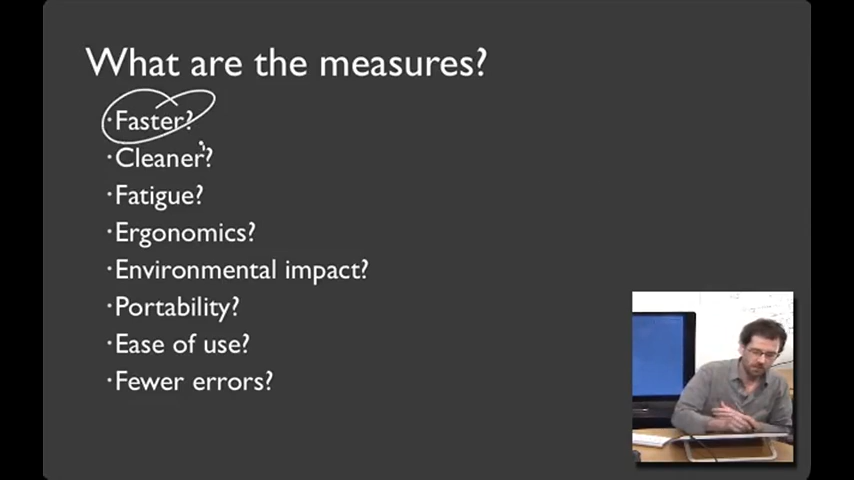 What are the measures?
·Faster?
·Cleaner?
·Fatigue?
·Ergonomics?
·Environmental impact?
·Portability?
·Ease of use?
·Fewer errors?